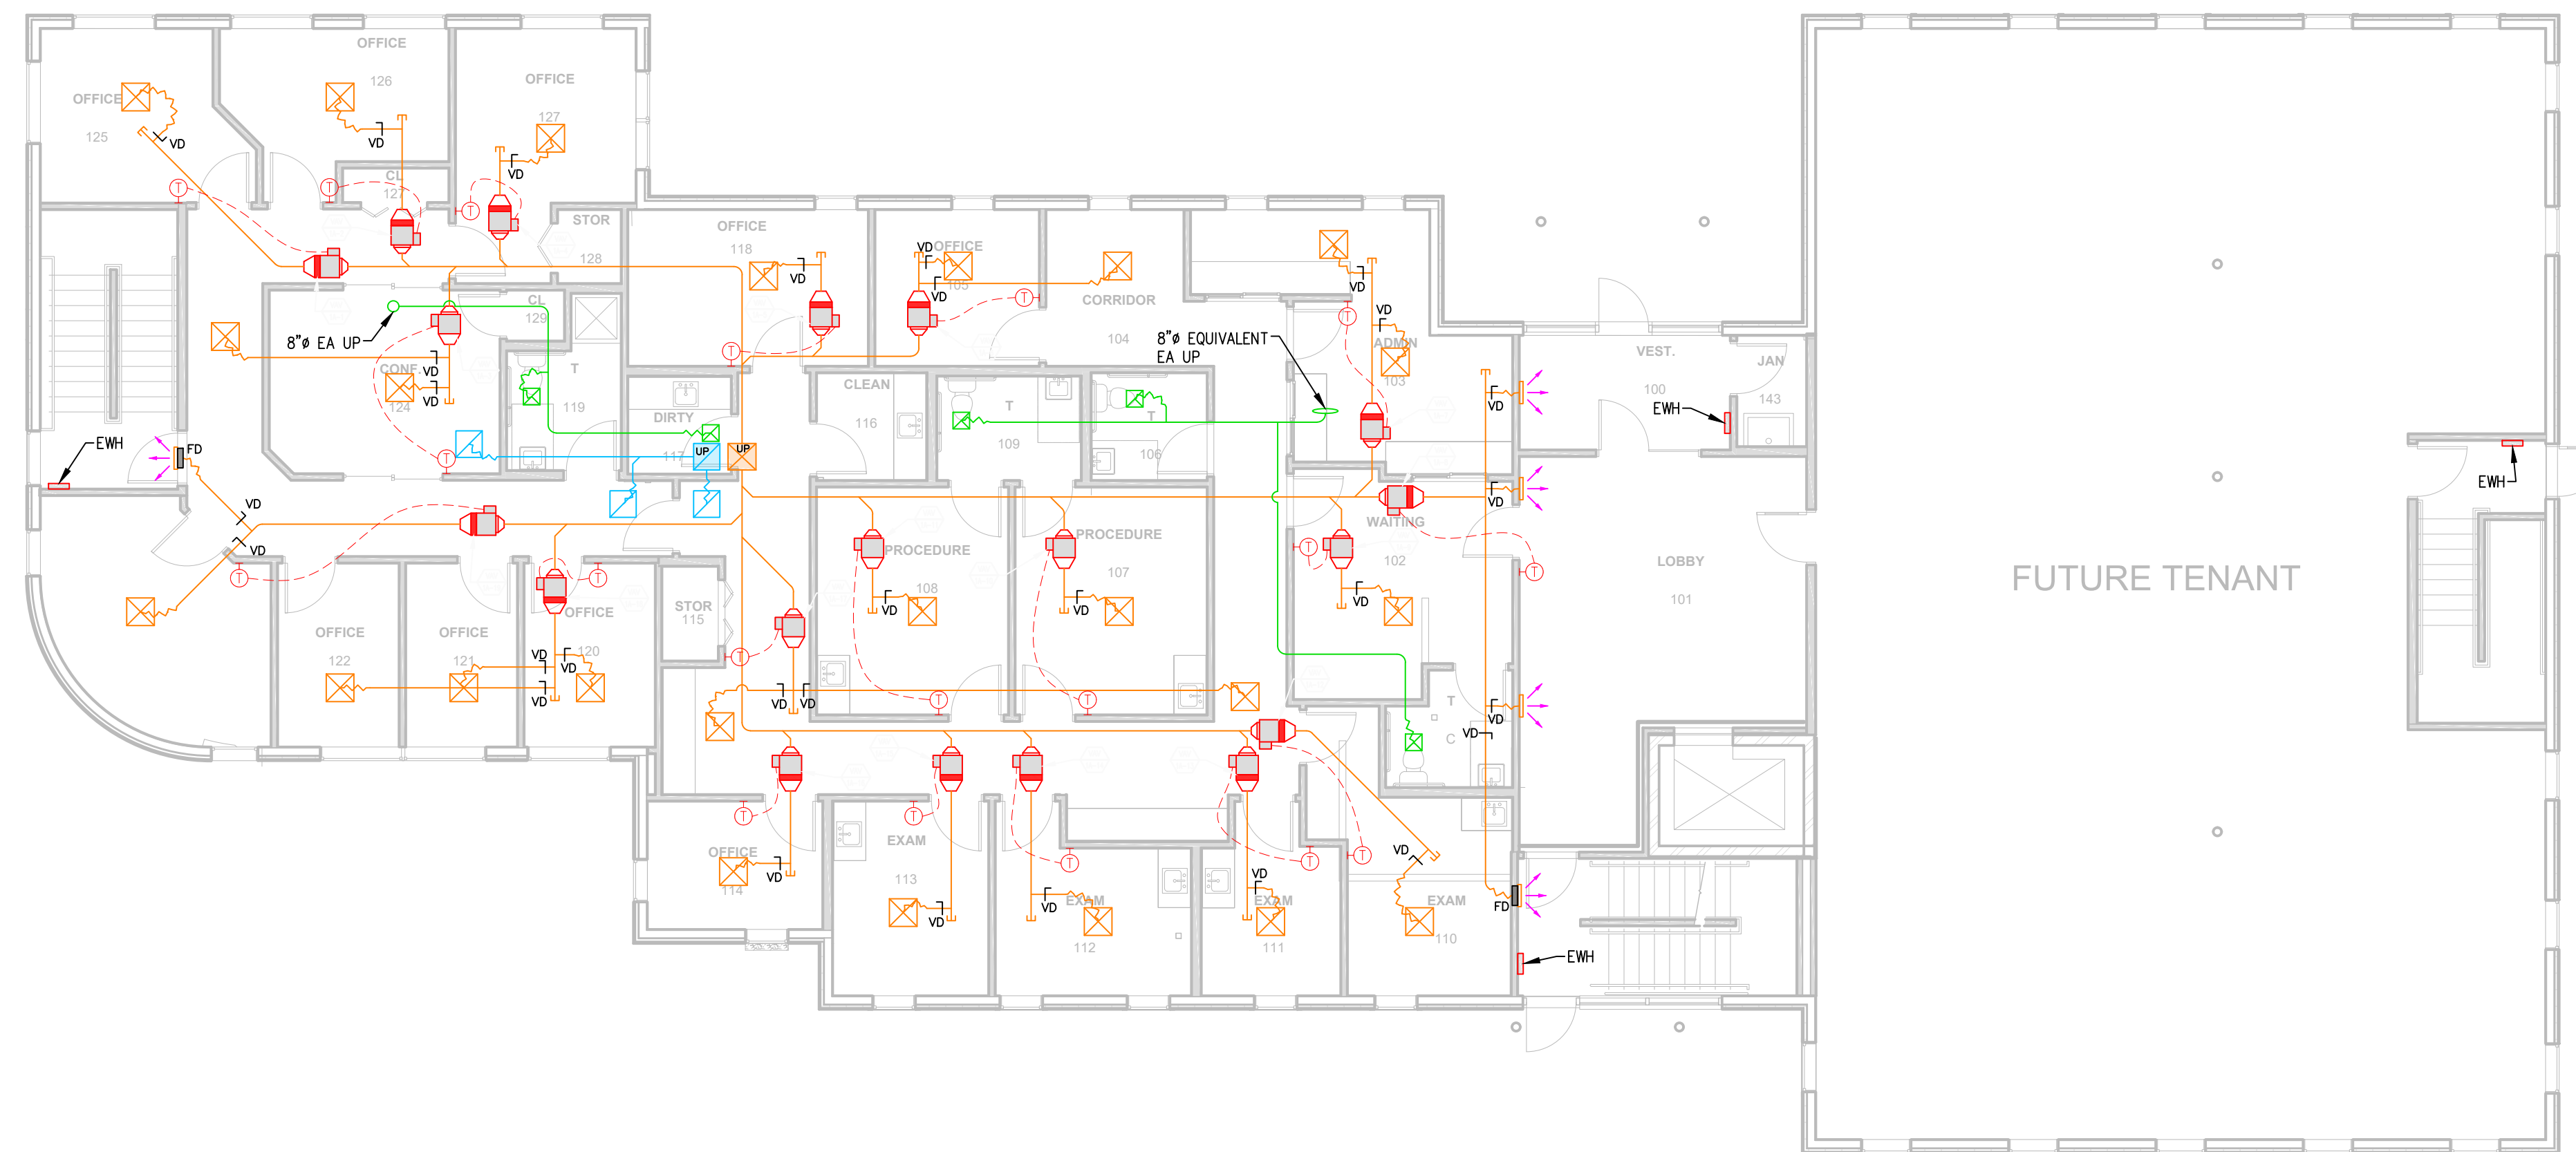 OFFICE
126
OFFICE
125
VD
VD
OFFICE
127
VD
CL
127
T
T
T
STOR
128
OFFICE
118
VD
T
VD
OFFICE
105
VD
T
CORRIDOR
104
VD
VD
T
ADMIN
103
8"ø EA UP
CL
129
CONF.
124
VD
VD
T
T
119
DIRTY
117
UP
UP
CLEAN
116
T
109
T
106
8"ø EQUIVALENT
EA UP
VEST.
100
JAN
143
EWH
VD
EWH
FD
VD
VD
T
T
VD
WAITING
102
T
VD
T
LOBBY
101
EWH
FUTURE TENANT
PROCEDURE
108
VD
PROCEDURE
107
VD
STOR
115
T
OFFICE
122
OFFICE
121
OFFICE
120
VD
VD
VD
VD
VD
T
T
T
C
VD
VD
T
T
T
T
T
OFFICE
114
VD
EXAM
113
VD
EXAM
112
VD
EXAM
111
VD
EXAM
110
VD
FD
EWH